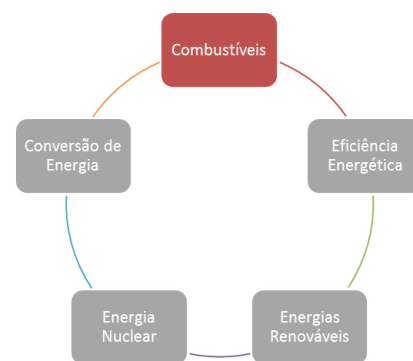 Combustíveis
Eficiência
Energética
Energias
Renováveis
Energia
Nuclear
Conversão de
Energia